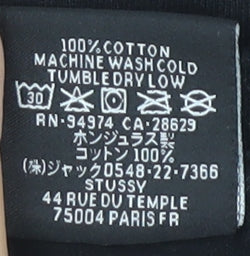 100% COTTON
MACHINE WASH COLD
TUMBLE DRY LOW
30
RN-94974 CA-28629
ホンジュラス製
コットン 100%
(株)ジャック0548-22-7366
STUSSY
44 RUE DU TEMPLE
75004 PARIS FR